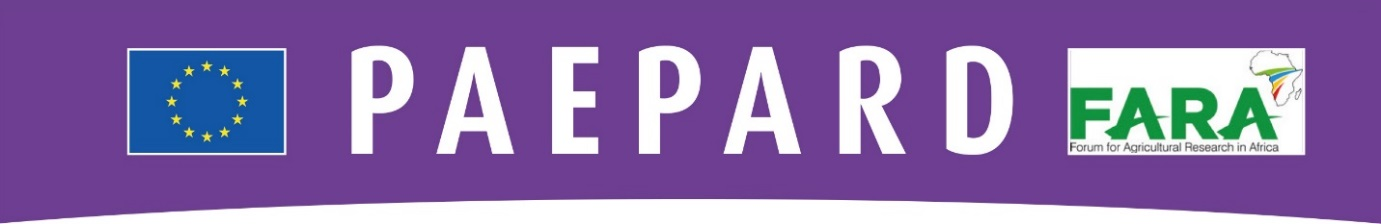 PAEPARD
FARA
Forum for Agricultural Research in Africa